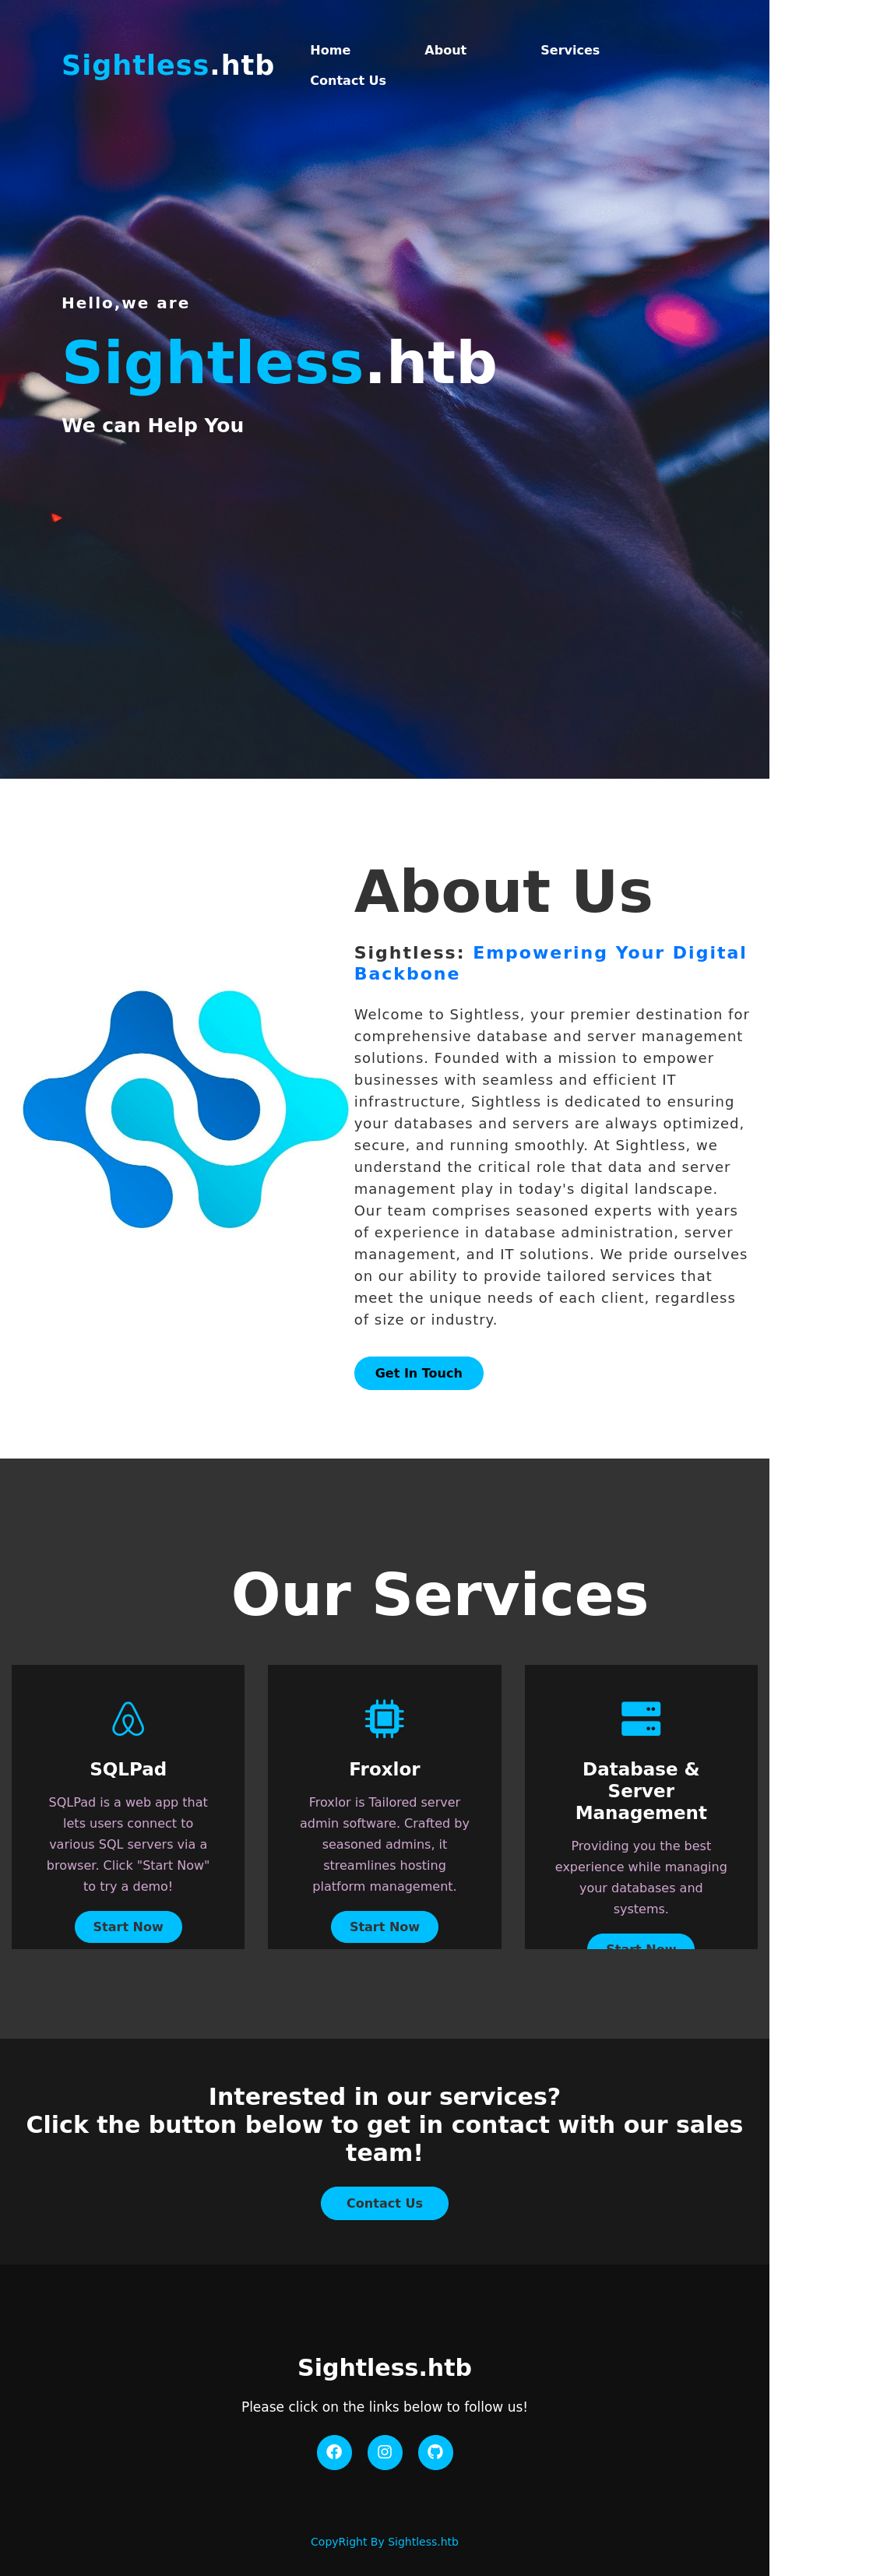 Sightless.htb
Home About Services
Contact Us
Hello,we are
Sightless.htb
We can Help You
About Us
Sightless: Empowering Your Digital
Backbone
Welcome to Sightless, your premier destination for
comprehensive database and server management
solutions. Founded with a mission to empower
businesses with seamless and efficient IT
infrastructure, Sightless is dedicated to ensuring
your databases and servers are always optimized,
secure, and running smoothly. At Sightless, we
understand the critical role that data and server
management play in today's digital landscape.
Our team comprises seasoned experts with years
of experience in database administration, server
management, and IT solutions. We pride ourselves
on our ability to provide tailored services that
meet the unique needs of each client, regardless
of size or industry.
Get In Touch
Our Services
SQLPad
SQLPad is a web app that
lets users connect to
various SQL servers via a
browser. Click "Start Now"
to try a demo!
Start Now
Froxlor
Froxlor is Tailored server
admin software. Crafted by
seasoned admins, it
streamlines hosting
platform management.
Start Now
Database &
Server
Management
Providing you the best
experience while managing
your databases and
systems.
Start Now
Interested in our services?
Click the button below to get in contact with our sales
team!
Contact Us
Sightless.htb
Please click on the links below to follow us!
CopyRight By Sightless.htb